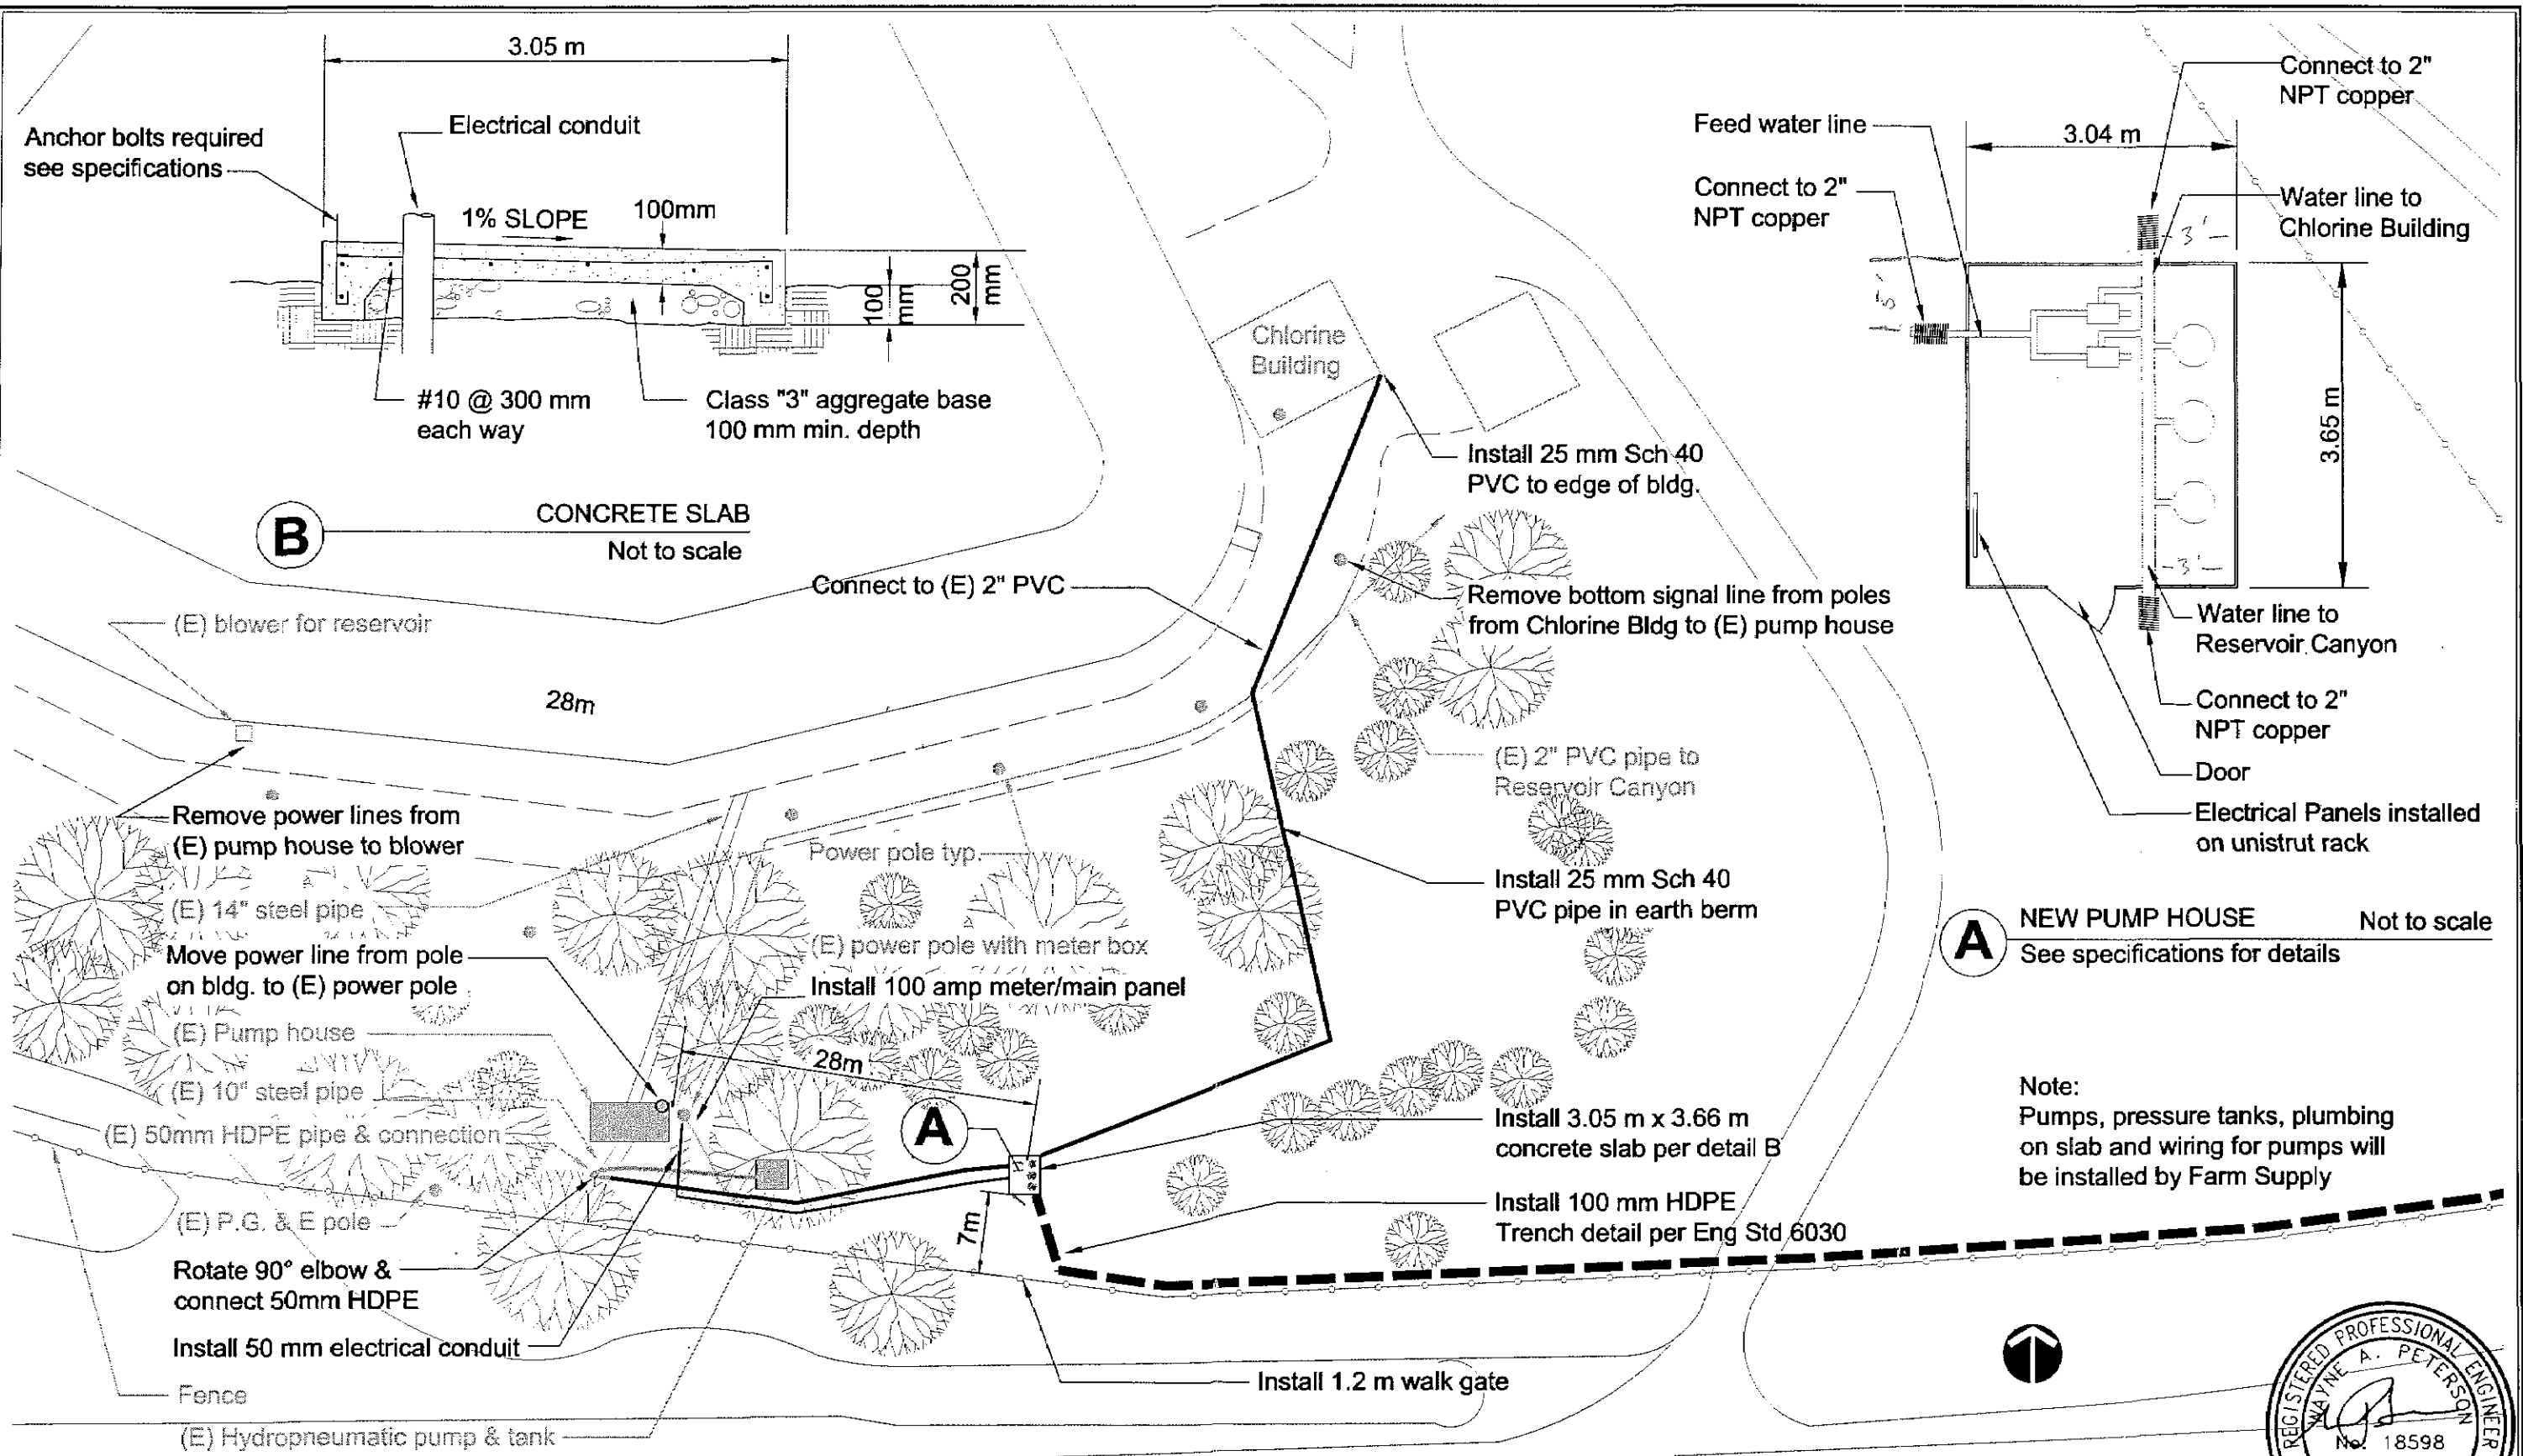 3.05 m
Anchor bolts required
see specifications
Electrical conduit
1% SLOPE
100mm
100
mm
200
mm
#10 @ 300 mm
each way
Class "3" aggregate base
100 mm min. depth
B
CONCRETE SLAB
Not to scale
Connect to 2"
NPT copper
Feed water line
3.04 m
Connect to 2"
NPT copper
Water line to
Chlorine Building
3'
5'
3.65 m
3'
Water line to
Reservoir Canyon
Connect to 2"
NPT copper
Door
Electrical Panels installed
on unistrut rack
A
NEW PUMP HOUSE
Not to scale
See specifications for details
Chlorine
Building
Install 25 mm Sch 40
PVC to edge of bldg.
Connect to (E) 2" PVC
Remove bottom signal line from poles
from Chlorine Bldg to (E) pump house
(E) blower for reservoir
28m
(E) 2" PVC pipe to
Reservoir Canyon
Remove power lines from
(E) pump house to blower
Power pole typ.
Install 25 mm Sch 40
PVC pipe in earth berm
(E) 14" steel pipe
(E) power pole with meter box
Move power line from pole
on bldg. to (E) power pole
Install 100 amp meter/main panel
(E) Pump house
28m
(E) 10" steel pipe
A
(E) 50mm HDPE pipe & connection
Install 3.05 m x 3.66 m
concrete slab per detail B
Note:
Pumps, pressure tanks, plumbing
on slab and wiring for pumps will
be installed by Farm Supply
(E) P.G. & E pole
7m
Install 100 mm HDPE
Trench detail per Eng Std 6030
Rotate 90° elbow &
connect 50mm HDPE
Install 50 mm electrical conduit
Install 1.2 m walk gate
Fence
(E) Hydropneumatic pump & tank
REGISTERED PROFESSIONAL ENGINEER
WAYNE A. PETERSON
No. 18598